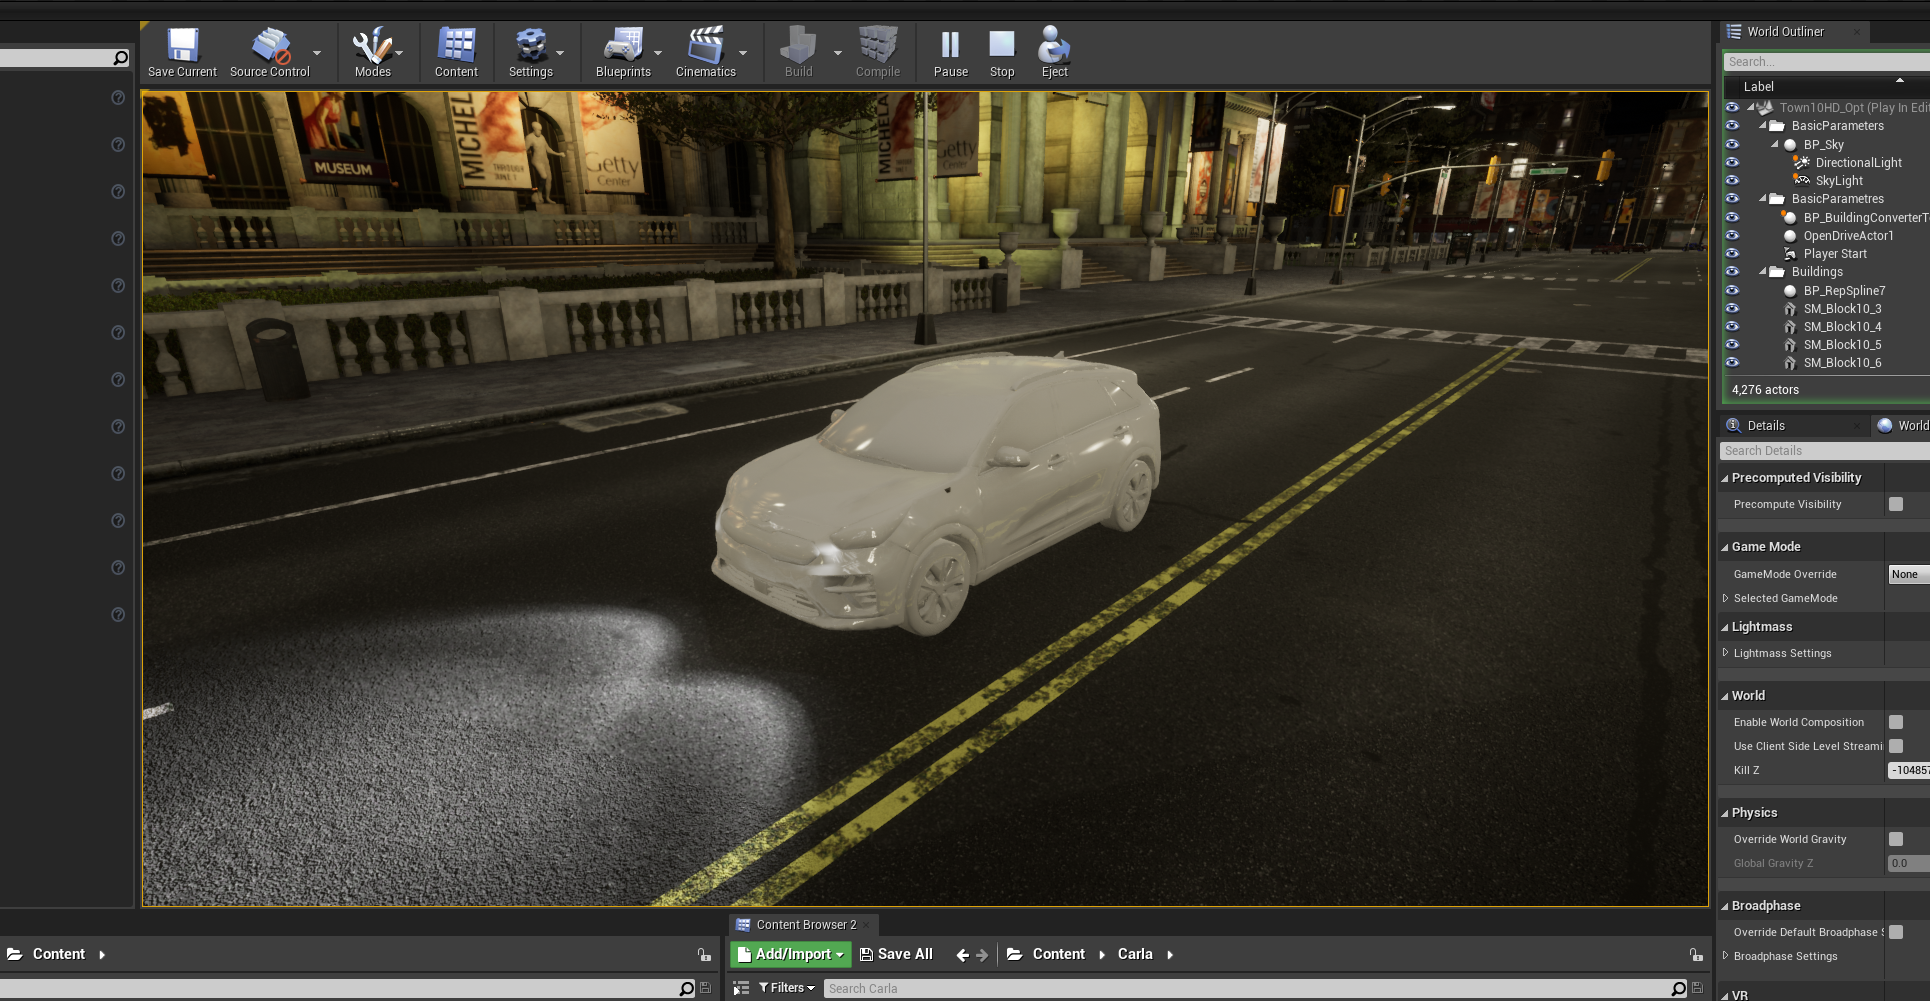 Save Current
Source Control
Modes
Content
Settings
Blueprints
Cinematics
Build
Compile
Pause
Stop
Eject
MUSEUM
MICHEL
Getty
Center
MICHEL
Getty
Center
World Outliner
Search...
Label
Town10HD_Opt (Play In Edi
BasicParameters
BP_Sky
DirectionalLight
SkyLight
BasicParametres
BP_BuildingConverterT
OpenDriveActor1
Player Start
Buildings
BP_RepSpline7
SM_Block10_3
SM_Block10_4
SM_Block10_5
SM_Block10_6
4,276 actors
Details
World
Search Details
Precomputed Visibility
Precompute Visibility
Game Mode
GameMode Override
None
Selected GameMode
Lightmass
Lightmass Settings
World
Enable World Composition
Use Client Side Level Streami
Kill Z
-104857
Physics
Override World Gravity
Global Gravity Z
0.0
Broadphase
Override Default Broadphase S
Broadphase Settings
VR
Content
Content Browser 2
Add/Import
Save All
Content
Carla
Filters
Search Carla